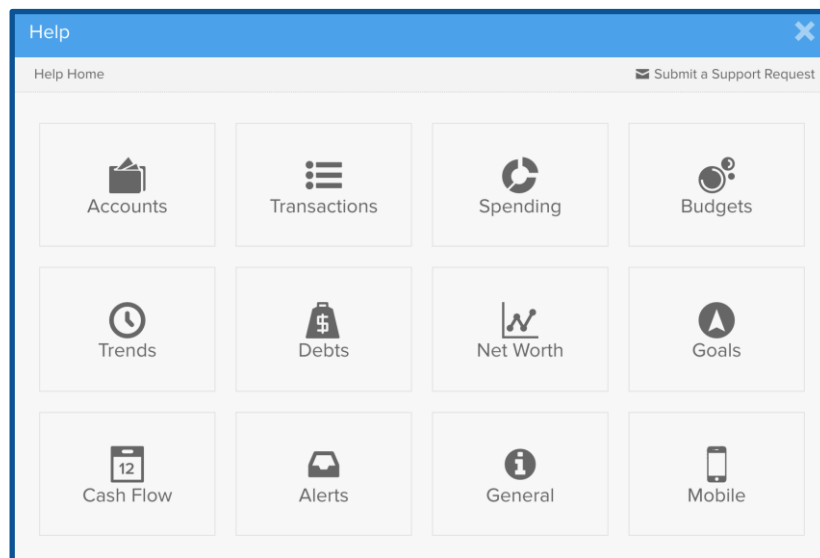 Help
Help Home
Submit a Support Request
Accounts
Transactions
Spending
Budgets
Trends
$
Debts
Net Worth
Goals
12
Cash Flow
Alerts
General
Mobile